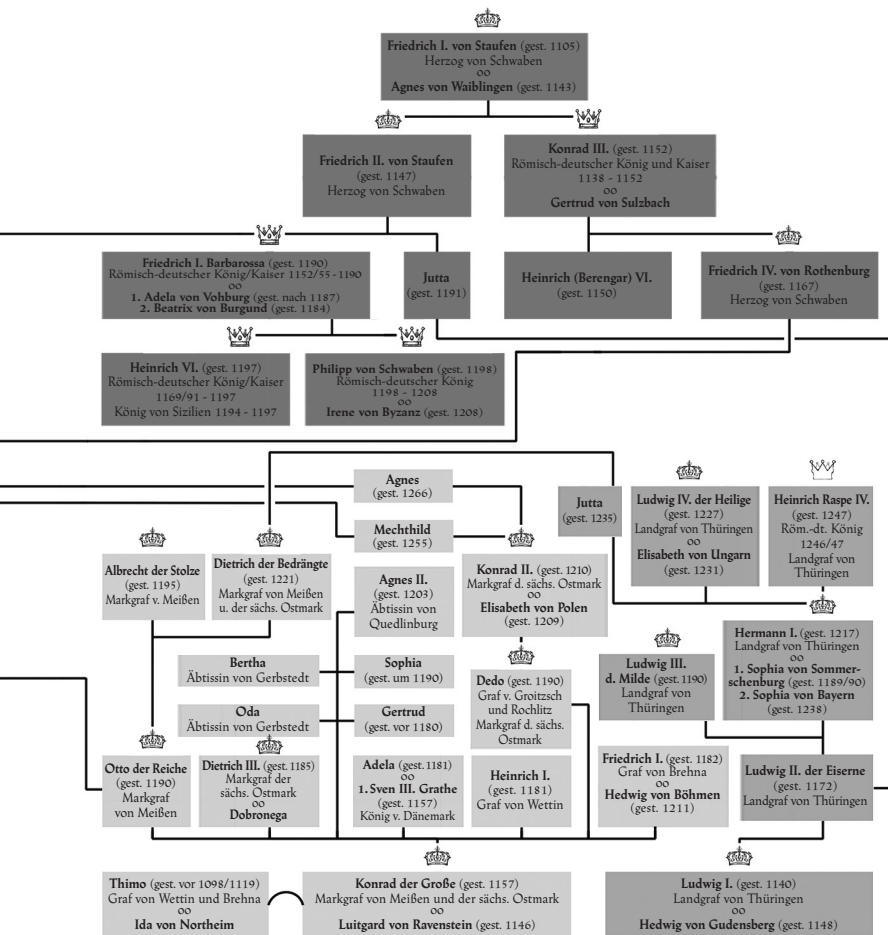 Friedrich I. von Staufen (gest. 1105)
Herzog von Schwaben
oo
Agnes von Waiblingen (gest. 1143)
Friedrich II. von Staufen
(gest. 1147)
Herzog von Schwaben
Konrad III. (gest. 1152)
Römisch-deutscher König und Kaiser
1138 - 1152
oo
Gertrud von Sulzbach
Friedrich I. Barbarossa (gest. 1190)
Römisch-deutscher König/Kaiser 1152/55 - 1190
oo
1. Adela von Vohburg (gest. nach 1187)
2. Beatrix von Burgund (gest. 1184)
Jutta
(gest. 1191)
Heinrich (Berengar) VI.
(gest. 1150)
Friedrich IV. von Rothenburg
(gest. 1167)
Herzog von Schwaben
Heinrich VI. (gest. 1197)
Römisch-deutscher König/Kaiser
1169/91 - 1197
König von Sizilien 1194 - 1197
Philipp von Schwaben (gest. 1198)
Römisch-deutscher König
1198 - 1208
oo
Irene von Byzanz (gest. 1208)
Agnes
(gest. 1266)
Mechthild
(gest. 1255)
Jutta
(gest. 1235)
Ludwig IV. der Heilige
(gest. 1227)
Landgraf von Thüringen
oo
Elisabeth von Ungarn
(gest. 1231)
Heinrich Raspe IV.
(gest. 1247)
Röm.-dt. König
1246/47
Landgraf von
Thüringen
Albrecht der Stolze
(gest. 1195)
Markgraf v. Meißen
Dietrich der Bedrängte
(gest. 1221)
Markgraf von Meißen
u. der sächs. Ostmark
Agnes II.
(gest. 1203)
Äbtissin von
Quedlinburg
Konrad II. (gest. 1210)
Markgraf d. sächs. Ostmark
oo
Elisabeth von Polen
(gest. 1209)
Bertha
Äbtissin von Gerbstedt
Sophia
(gest. um 1190)
Oda
Äbtissin von Gerbstedt
Gertrud
(gest. vor 1180)
Dedo (gest. 1190)
Graf v. Groitzsch
und Rochlitz
Markgraf d. sächs.
Ostmark
Ludwig III.
d. Milde (gest. 1190)
Landgraf von
Thüringen
Hermann I. (gest. 1217)
Landgraf von Thüringen
oo
1. Sophia von Sommer-
schenburg (gest. 1189/90)
2. Sophia von Bayern
(gest. 1238)
Otto der Reiche
(gest. 1190)
Markgraf
von Meißen
Dietrich III. (gest. 1185)
Markgraf der
sächs. Ostmark
oo
Dobronega
Adela (gest. 1181)
oo
1. Sven III. Grathe
(gest. 1157)
König v. Dänemark
Heinrich I.
(gest. 1181)
Graf von Wettin
Friedrich I. (gest. 1182)
Graf von Brehna
oo
Hedwig von Böhmen
(gest. 1211)
Ludwig II. der Eiserne
(gest. 1172)
Landgraf von Thüringen
Thimo (gest. vor 1098/1119)
Graf von Wettin und Brehna
oo
Ida von Northeim
Konrad der Große (gest. 1157)
Markgraf von Meißen und der sächs. Ostmark
oo
Luitgard von Ravenstein (gest. 1146)
Ludwig I. (gest. 1140)
Landgraf von Thüringen
oo
Hedwig von Gudensberg (gest. 1148)